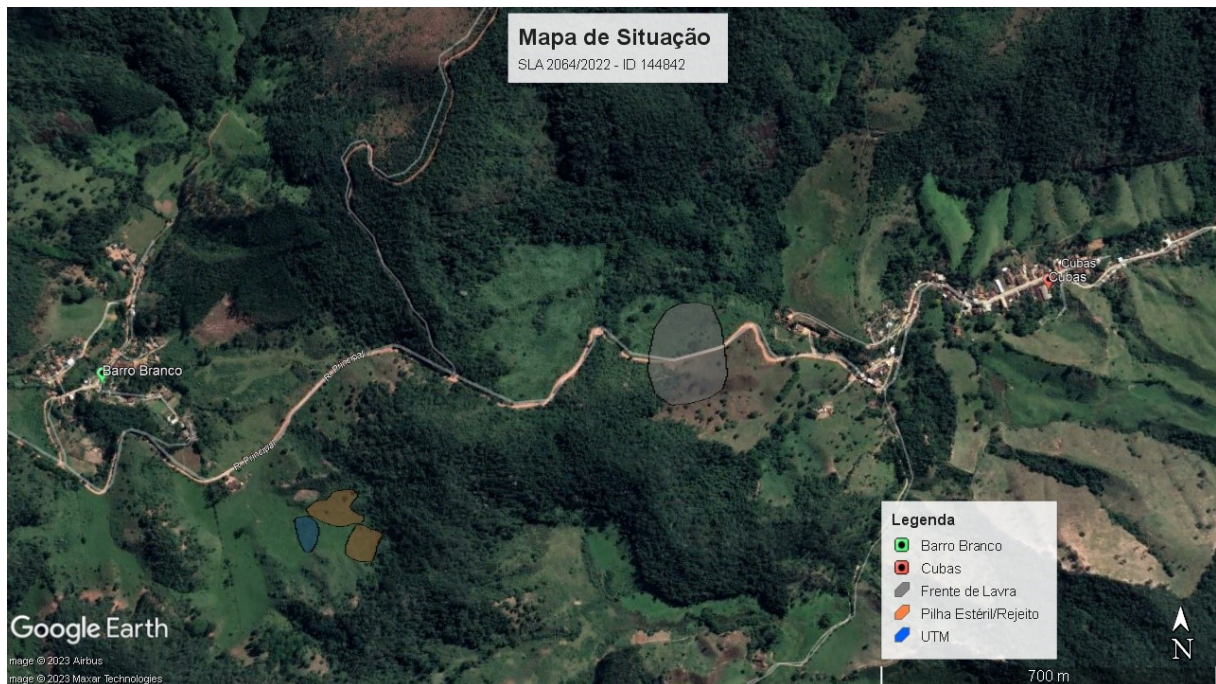 Mapa de Situação
SLA 2064/2022 - ID 144842
Cubas
Cubas
R. Principal
Barro Branco
R. Principal
Legenda
Barro Branco
Cubas
Frente de Lavra
Pilha Estéril/Rejeito
UTM
Google Earth
mage © 2023 Airbus
mage © 2023 Maxar Technologies
N
700 m